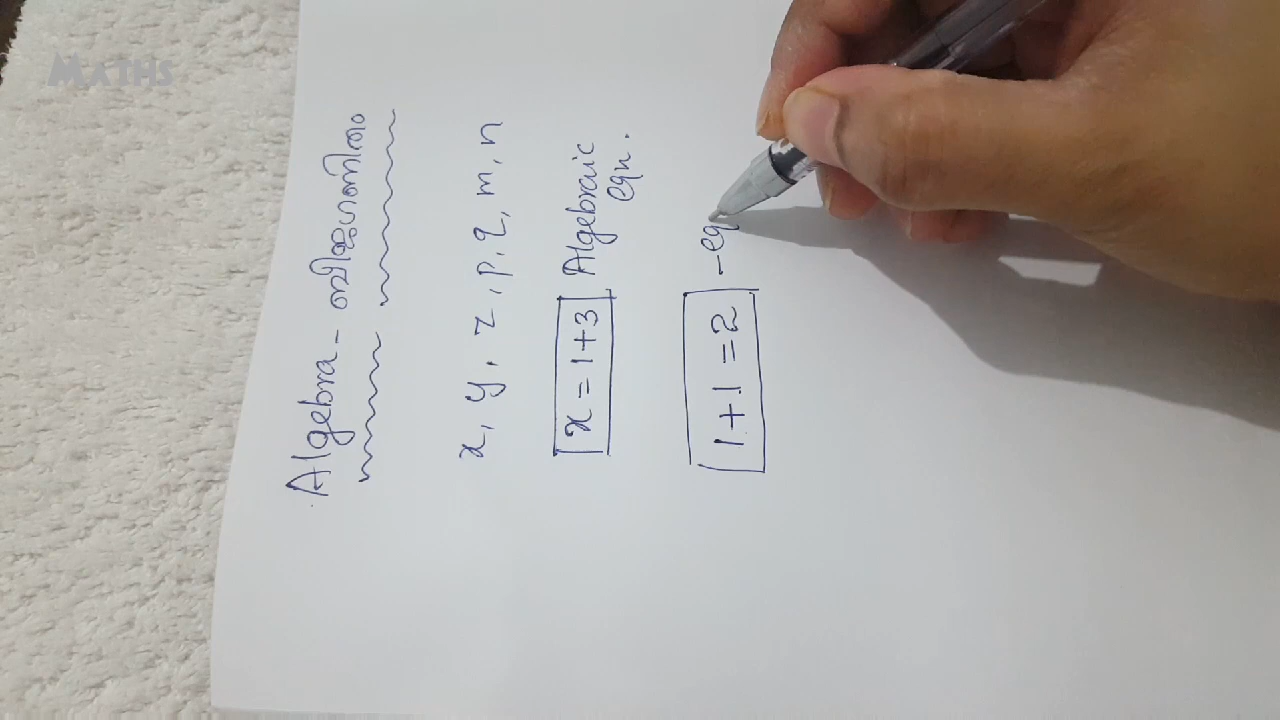 MATHS
Algebra - ബീജഗണിതം
x, y, z, p, q, m, n
x = 1+3 Algebraic
eqn.
1+1 = 2 - eq